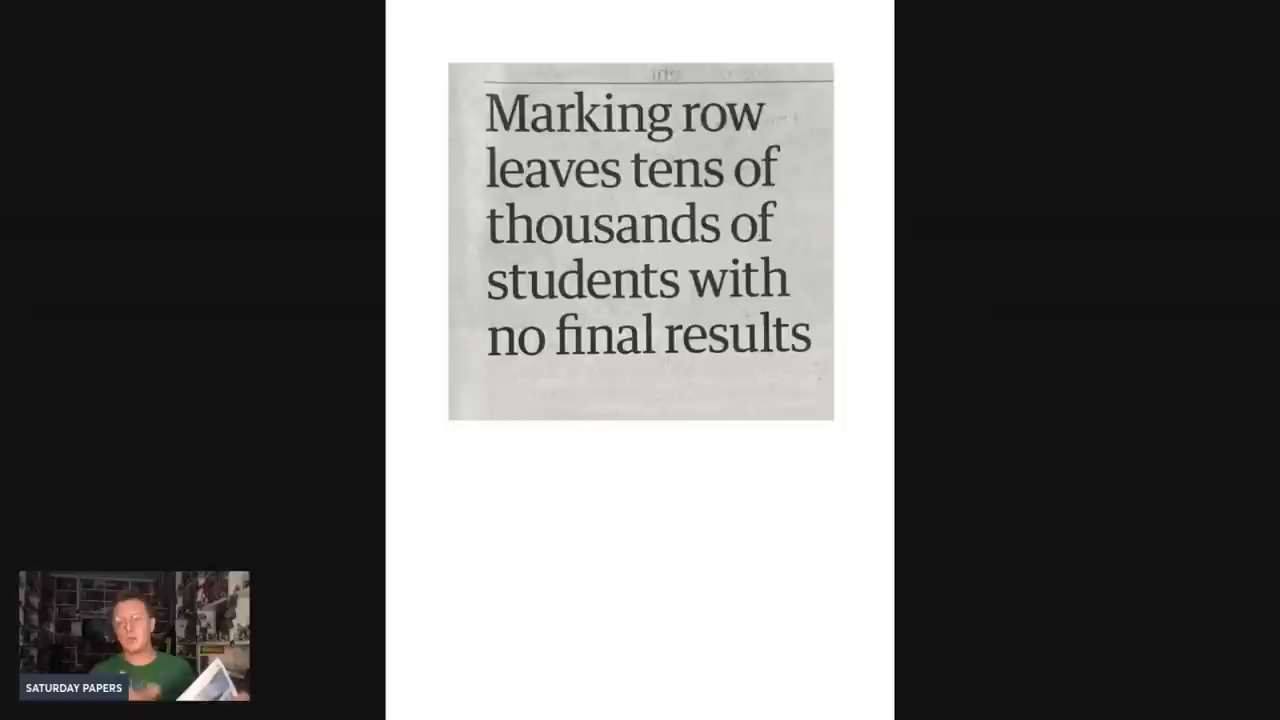 Marking row
leaves tens of
thousands of
students with
no final results
SATURDAY PAPERS